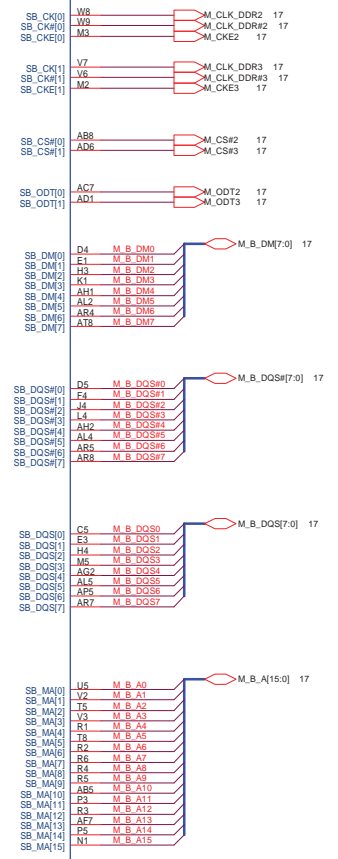 SB_CK[0] W8 M_CLK_DDR2 17
SB_CK#[0] W9 M_CLK_DDR#2 17
SB_CKE[0] M3 M_CKE2 17
SB_CK[1] V7 M_CLK_DDR3 17
SB_CK#[1] V6 M_CLK_DDR#3 17
SB_CKE[1] M2 M_CKE3 17
SB_CS#[0] AB8 M_CS#2 17
SB_CS#[1] AD6 M_CS#3 17
SB_ODT[0] AC7 M_ODT2 17
SB_ODT[1] AD1 M_ODT3 17
M_B_DM[7:0] 17
SB_DM[0] D4 M_B_DM0
SB_DM[1] E1 M_B_DM1
SB_DM[2] H3 M_B_DM2
SB_DM[3] K1 M_B_DM3
SB_DM[4] AH1 M_B_DM4
SB_DM[5] AL2 M_B_DM5
SB_DM[6] AR4 M_B_DM6
SB_DM[7] AT8 M_B_DM7
M_B_DQS#[7:0] 17
SB_DQS#[0] D5 M_B_DQS#0
SB_DQS#[1] F4 M_B_DQS#1
SB_DQS#[2] J4 M_B_DQS#2
SB_DQS#[3] L4 M_B_DQS#3
SB_DQS#[4] AH2 M_B_DQS#4
SB_DQS#[5] AL4 M_B_DQS#5
SB_DQS#[6] AR5 M_B_DQS#6
SB_DQS#[7] AR8 M_B_DQS#7
M_B_DQS[7:0] 17
SB_DQS[0] C5 M_B_DQS0
SB_DQS[1] E3 M_B_DQS1
SB_DQS[2] H4 M_B_DQS2
SB_DQS[3] M5 M_B_DQS3
SB_DQS[4] AG2 M_B_DQS4
SB_DQS[5] AL5 M_B_DQS5
SB_DQS[6] AP5 M_B_DQS6
SB_DQS[7] AR7 M_B_DQS7
M_B_A[15:0] 17
SB_MA[0] U5 M_B_A0
SB_MA[1] V2 M_B_A1
SB_MA[2] T5 M_B_A2
SB_MA[3] V3 M_B_A3
SB_MA[4] R1 M_B_A4
SB_MA[5] T8 M_B_A5
SB_MA[6] R2 M_B_A6
SB_MA[7] R6 M_B_A7
SB_MA[8] R4 M_B_A8
SB_MA[9] R5 M_B_A9
SB_MA[10] AB5 M_B_A10
SB_MA[11] P3 M_B_A11
SB_MA[12] R3 M_B_A12
SB_MA[13] AF7 M_B_A13
SB_MA[14] P5 M_B_A14
SB_MA[15] N1 M_B_A15